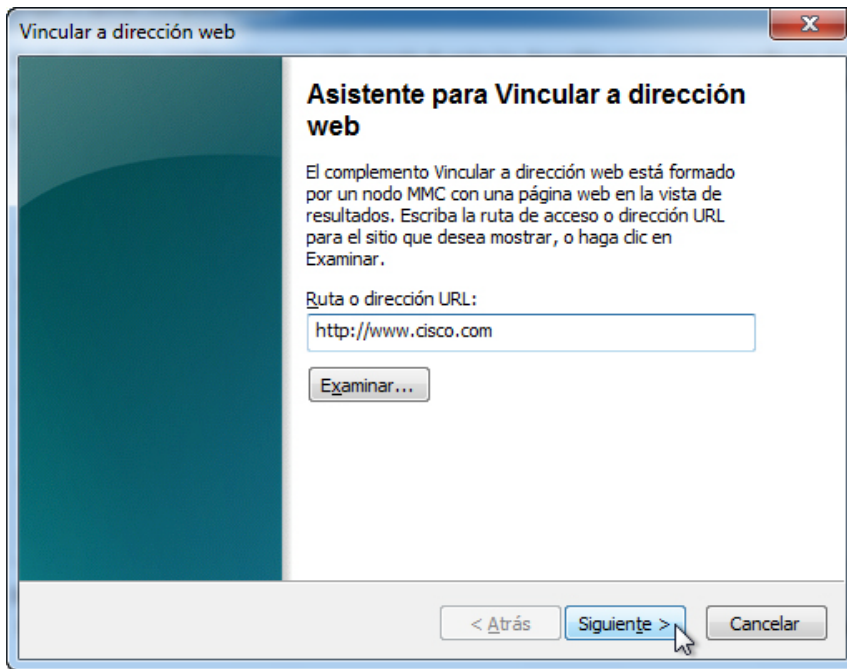 Vincular a dirección web
Asistente para Vincular a dirección
web
El complemento Vincular a dirección web está formado
por un nodo MMC con una página web en la vista de
resultados. Escriba la ruta de acceso o dirección URL
para el sitio que desea mostrar, o haga clic en
Examinar.
Ruta o dirección URL:
http://www.cisco.com
Examinar...
< Atrás
Siguiente >
Cancelar